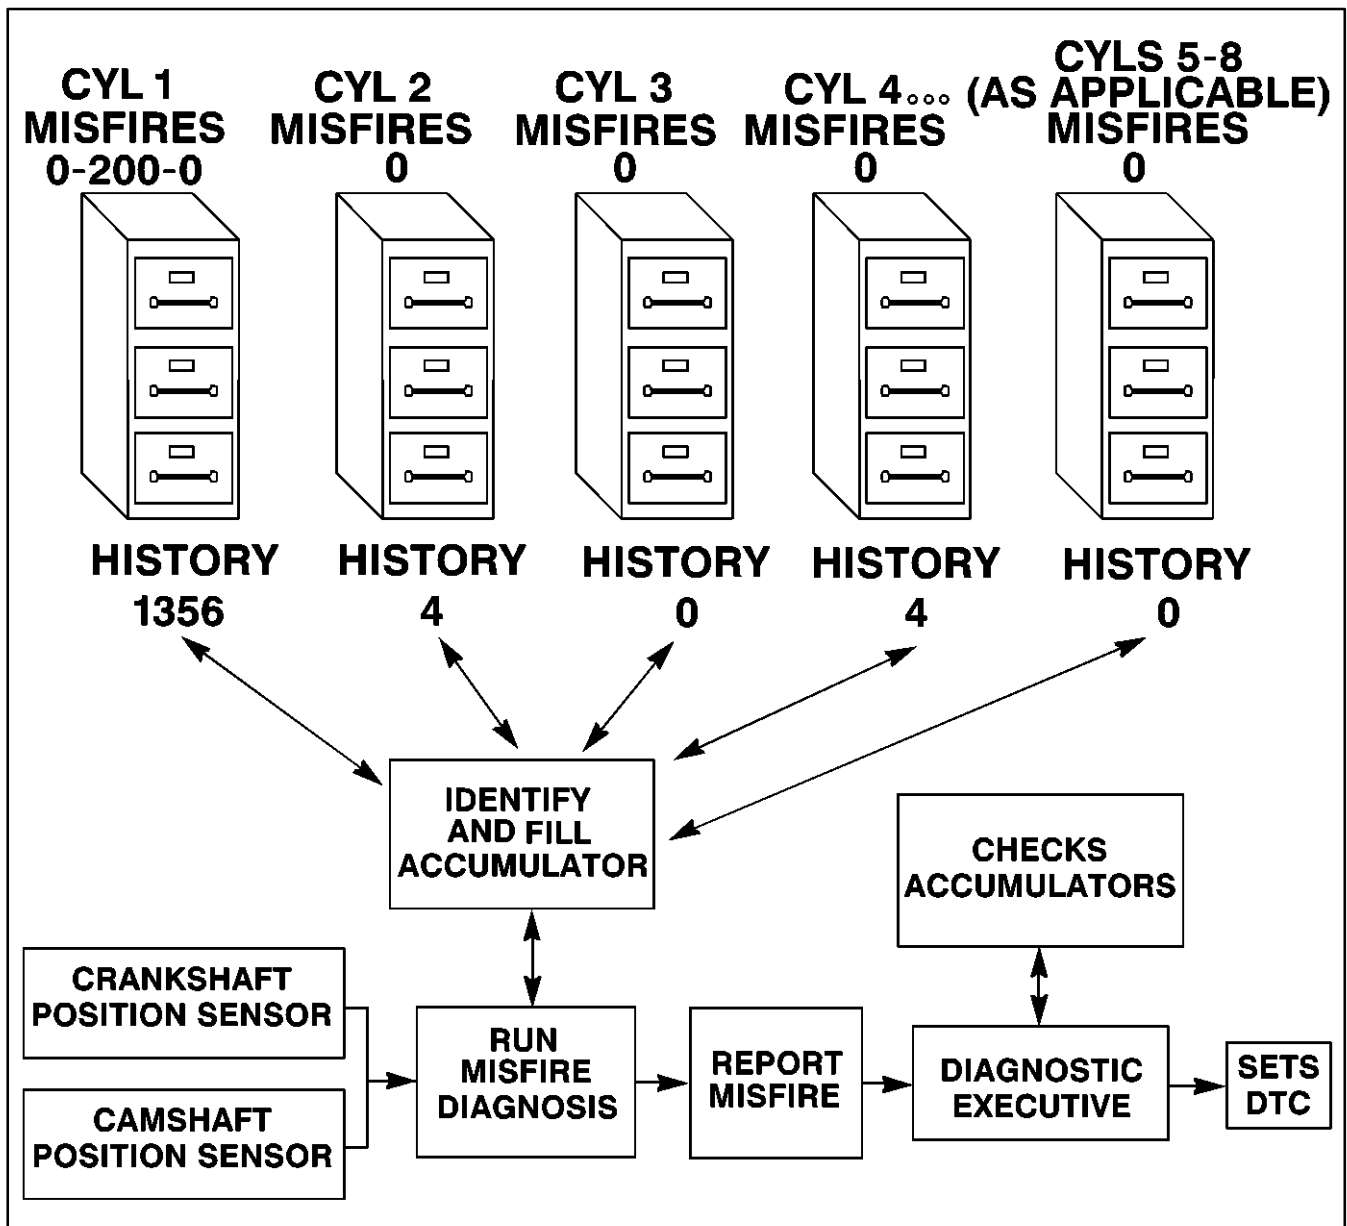 CYL 1
MISFIRES
0-200-0
CYL 2
MISFIRES
0
CYL 3
MISFIRES
0
CYL 4...
MISFIRES
0
CYLS 5-8
(AS APPLICABLE)
MISFIRES
0
HISTORY
1356
HISTORY
4
HISTORY
0
HISTORY
4
HISTORY
0
IDENTIFY
AND FILL
ACCUMULATOR
CHECKS
ACCUMULATORS
CRANKSHAFT
POSITION SENSOR
CAMSHAFT
POSITION SENSOR
RUN
MISFIRE
DIAGNOSIS
REPORT
MISFIRE
DIAGNOSTIC
EXECUTIVE
SETS
DTC